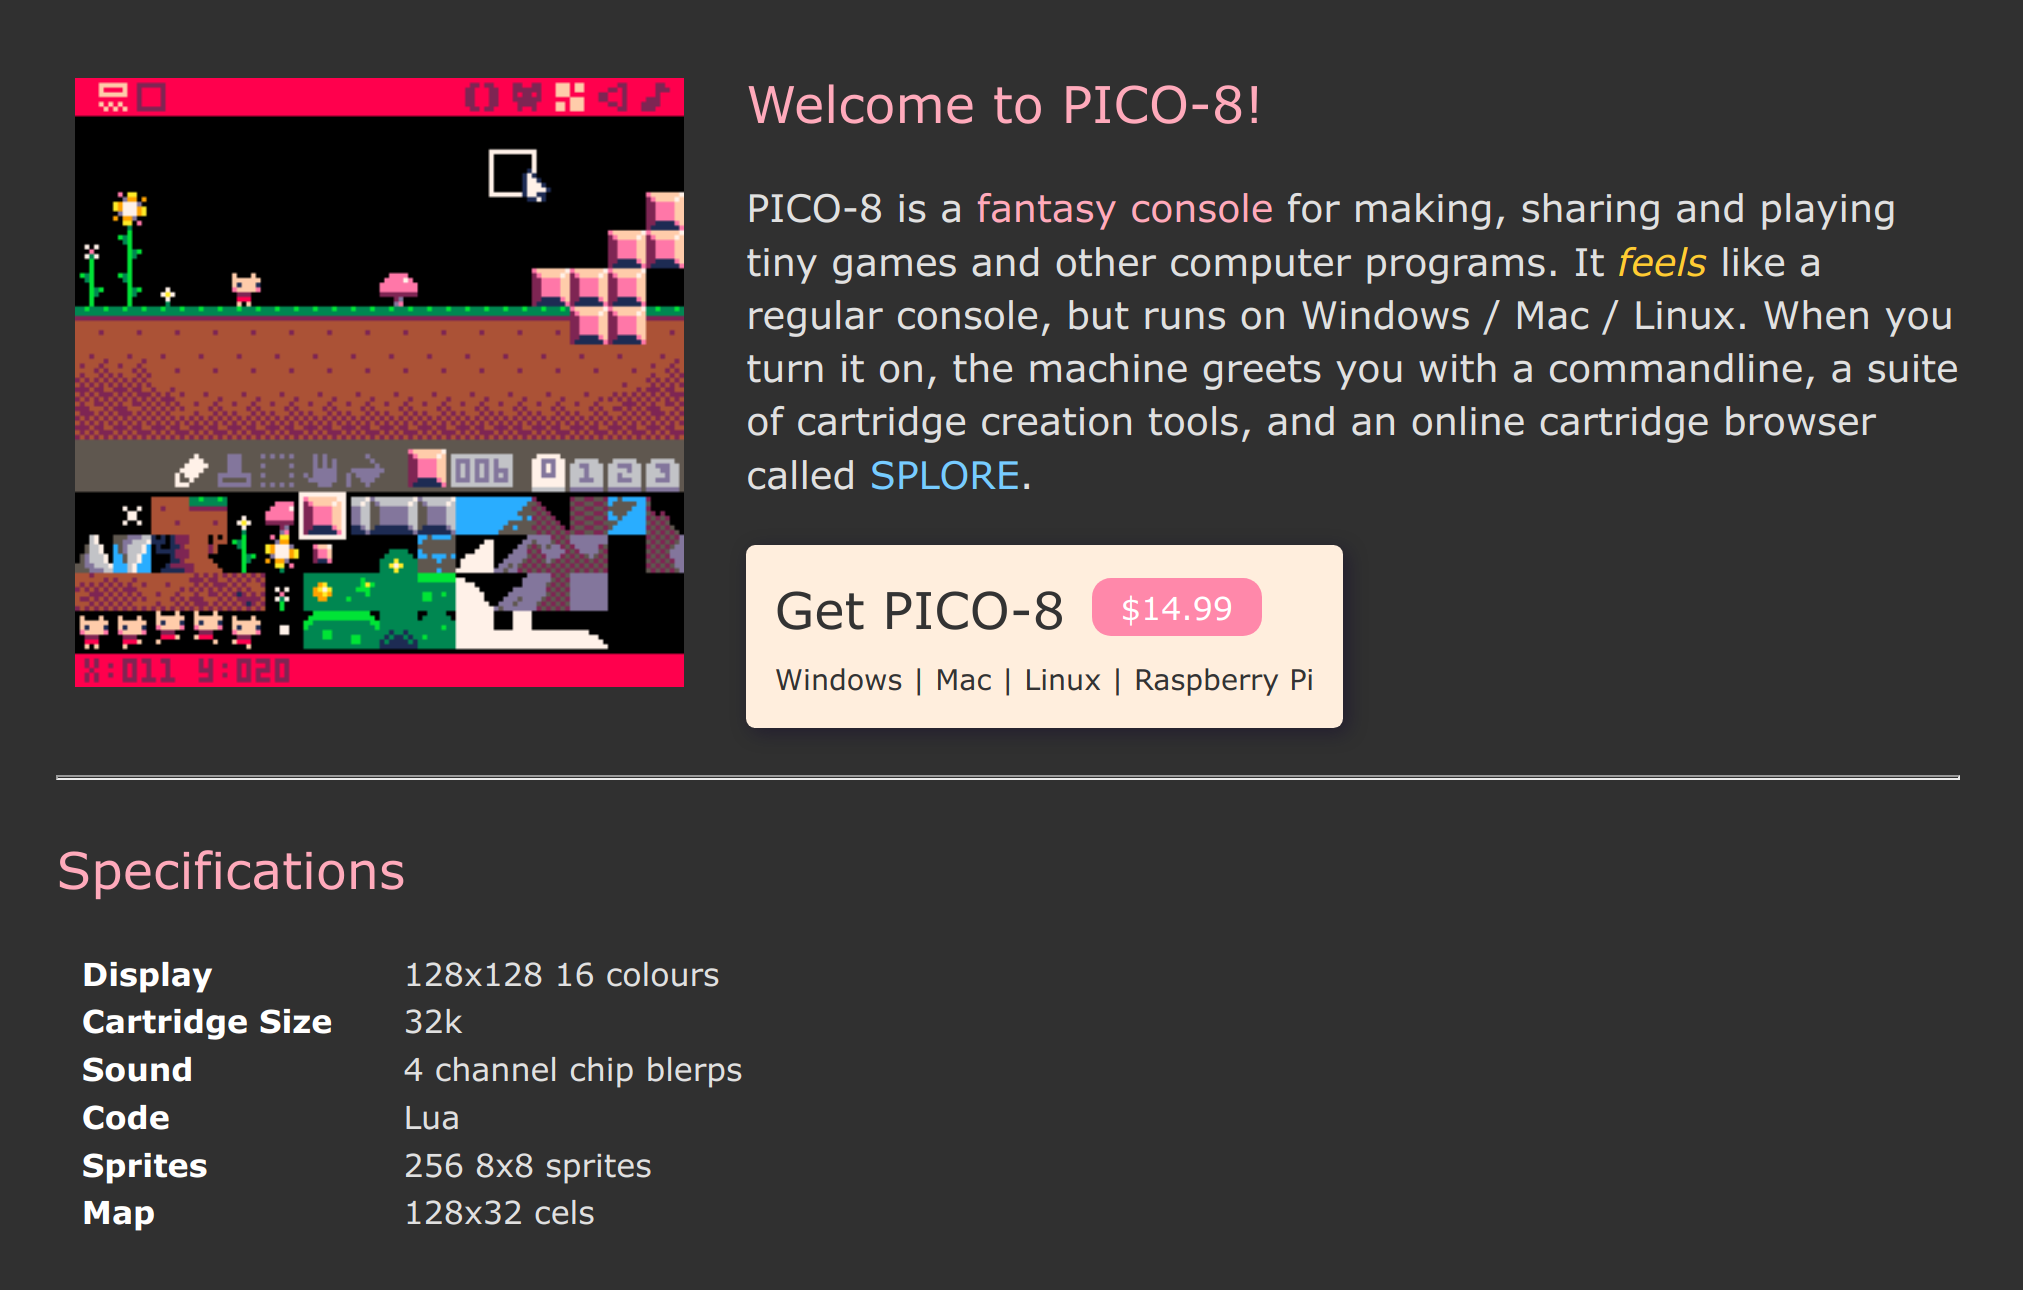 Welcome to PICO-8!
PICO-8 is a fantasy console for making, sharing and playing
tiny games and other computer programs. It feels like a
regular console, but runs on Windows / Mac / Linux. When you
turn it on, the machine greets you with a commandline, a suite
of cartridge creation tools, and an online cartridge browser
called SPLORE.
006 0 1 2 3
X:011 Y:020
Get PICO-8 $14.99
Windows | Mac | Linux | Raspberry Pi
Specifications
Display 128x128 16 colours
Cartridge Size 32k
Sound 4 channel chip blerps
Code Lua
Sprites 256 8x8 sprites
Map 128x32 cels